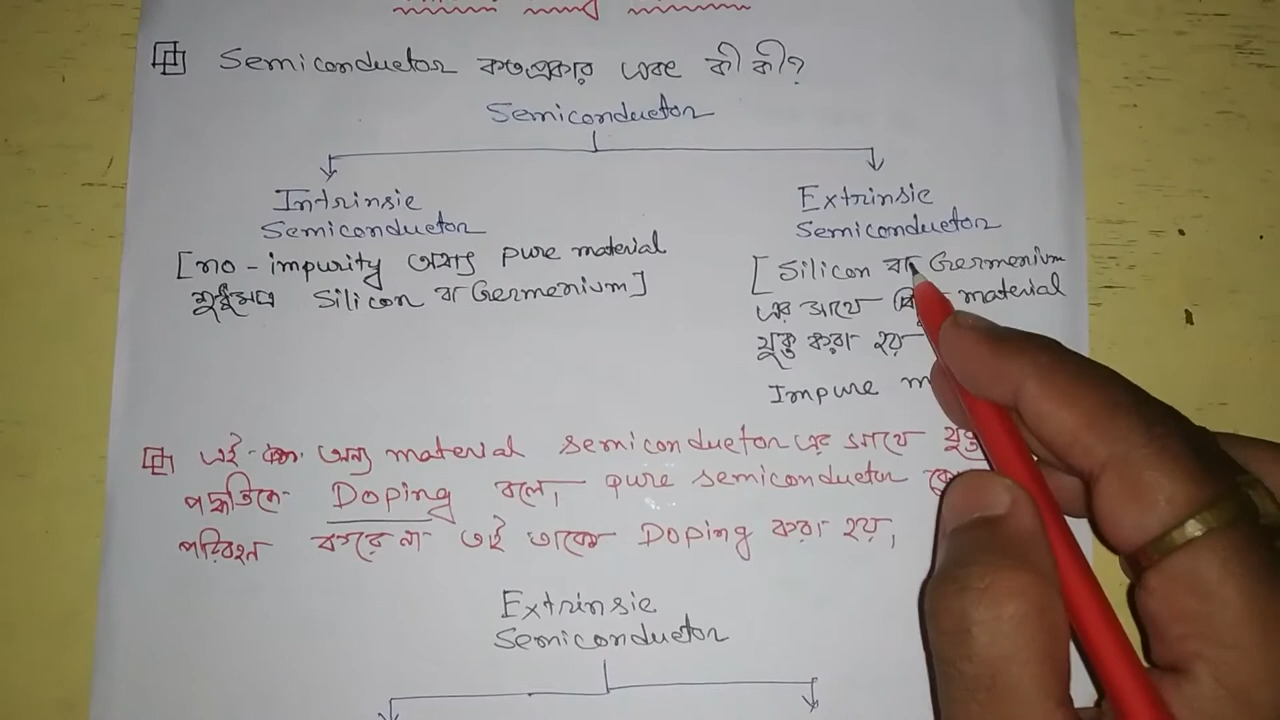 Semiconductor কতপ্রকার এবং কী কী?
Semiconductor
Intrinsic
Semiconductor
[no-impurity অর্থাৎ pure material
শুধুমাত্র Silicon বা Germenium]
Extrinsic
Semiconductor
[Silicon বা Germenium
এর সাথে material
যুক্ত করা হয়
Impure
এই অন্য material semiconductor এর সাথে যুক্ত
পদ্ধতিকে Doping বলে, pure semiconductor
পরিবহন করে না তাই তাকে Doping করা হয়,
Extrinsic
Semiconductor